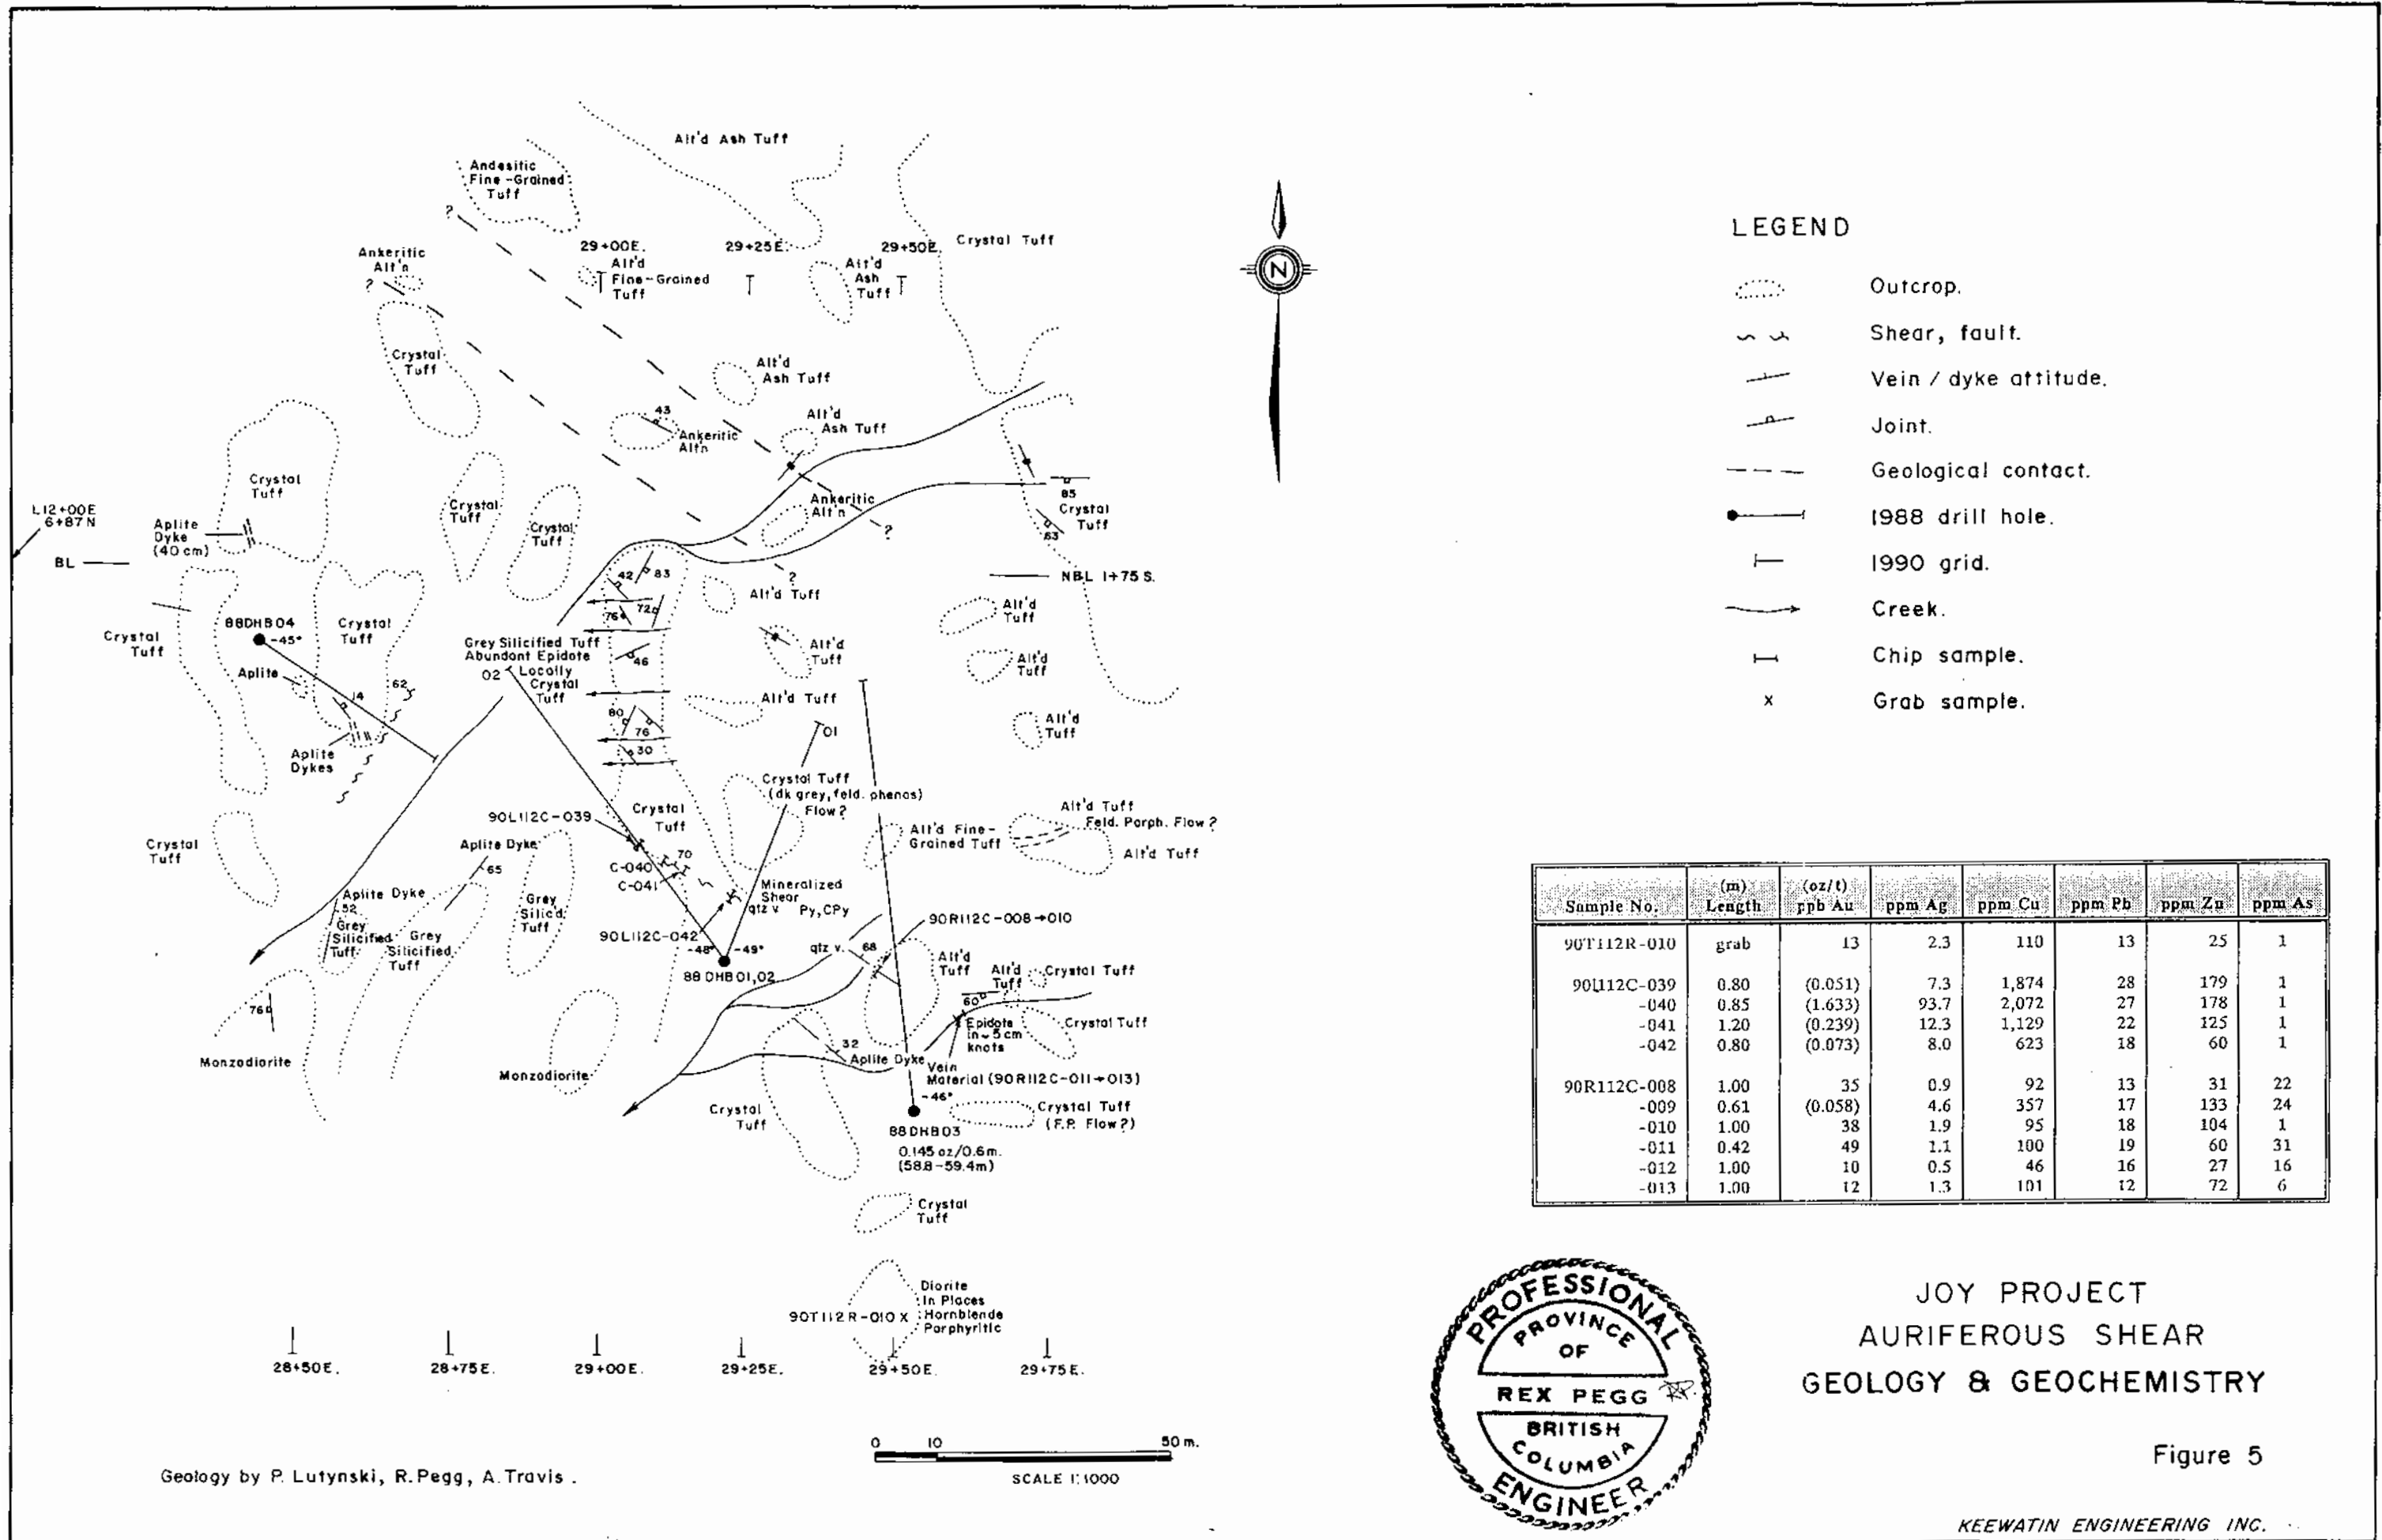 Alt'd Ash Tuff
Andesitic
Fine-Grained
Tuff
?
Ankeritic
Alt'n
?
29+00E.
29+25E.
29+50E.
Crystal Tuff
Alt'd
Fine-Grained
Tuff
Alt'd
Ash
Tuff
Crystal
Tuff
Alt'd
Ash Tuff
43
Ankeritic
Alt'n
Alt'd
Ash Tuff
Crystal
Tuff
L12+00E
6+87N
Aplite
Dyke
(40 cm)
BL
Crystal
Tuff
Crystal
Tuff
Ankeritic
Alt'n
?
85
Crystal
Tuff
63
42
83
?
NBL 1+75 S.
Alt'd Tuff
76
72
Alt'd
Tuff
88DHB04
-45°
Crystal
Tuff
Crystal
Tuff
Grey Silicified Tuff
Abundant Epidote
Locally
02
Crystal
Tuff
46
Alt'd
Tuff
Alt'd
Tuff
Aplite
14
62
Alt'd Tuff
80
76
30
01
Alt'd
Tuff
Aplite
Dykes
Crystal Tuff
(dk grey, feld. phenos)
Flow?
90L112C-039
Crystal
Tuff
Alt'd Tuff
Feld. Porph. Flow?
Alt'd Fine-
Grained Tuff
Alt'd Tuff
Crystal
Tuff
Aplite Dyke
65
70
C-040
C-041
Mineralized
Shear
qtz v. Py, CPy
Aplite Dyke
52
Grey
Silicified
Tuff
Grey
Silicified
Tuff
Grey
Silic'd
Tuff
90L112C-042
-48°
-49°
88DHB01,02
90R112C-008→010
qtz v.
68
Alt'd
Tuff
Alt'd
Tuff
Crystal Tuff
60
76
Monzodiorite
Monzodiorite
Epidote
in ~ 5cm
knots
Crystal Tuff
32
Aplite Dyke
Vein
Material (90R112C-011→013)
-46°
Crystal
Tuff
Crystal Tuff
(F.P. Flow?)
88DHB03
0.145 oz/0.6m.
(58.8-59.4m)
Crystal
Tuff
90T112R-010 X
Diorite
In Places
Hornblende
Porphyritic
28+50E.
28+75E.
29+00E.
29+25E.
29+50E.
29+75E.
0 10 50 m.
SCALE 1:1000
Geology by P. Lutynski, R.Pegg, A.Travis.
N
LEGEND
Outcrop.
Shear, fault.
Vein / dyke attitude.
Joint.
Geological contact.
1988 drill hole.
1990 grid.
Creek.
Chip sample.
x Grab sample.
Sample No. (m) Length (oz/t) ppb Au ppm Ag ppm Cu ppm Pb ppm Zn ppm As
90T112R-010 grab 13 2.3 110 13 25 1
90L112C-039 0.80 (0.051) 7.3 1,874 28 179 1
-040 0.85 (1.633) 93.7 2,072 27 178 1
-041 1.20 (0.239) 12.3 1,129 22 125 1
-042 0.80 (0.073) 8.0 623 18 60 1
90R112C-008 1.00 35 0.9 92 13 31 22
-009 0.61 (0.058) 4.6 357 17 133 24
-010 1.00 38 1.9 95 18 104 1
-011 0.42 49 1.1 100 19 60 31
-012 1.00 10 0.5 46 16 27 16
-013 1.00 12 1.3 101 12 72 6
PROFESSIONAL
PROVINCE
OF
REX PEGG
BRITISH
COLUMBIA
ENGINEER
JOY PROJECT
AURIFEROUS SHEAR
GEOLOGY & GEOCHEMISTRY
Figure 5
KEEWATIN ENGINEERING INC.